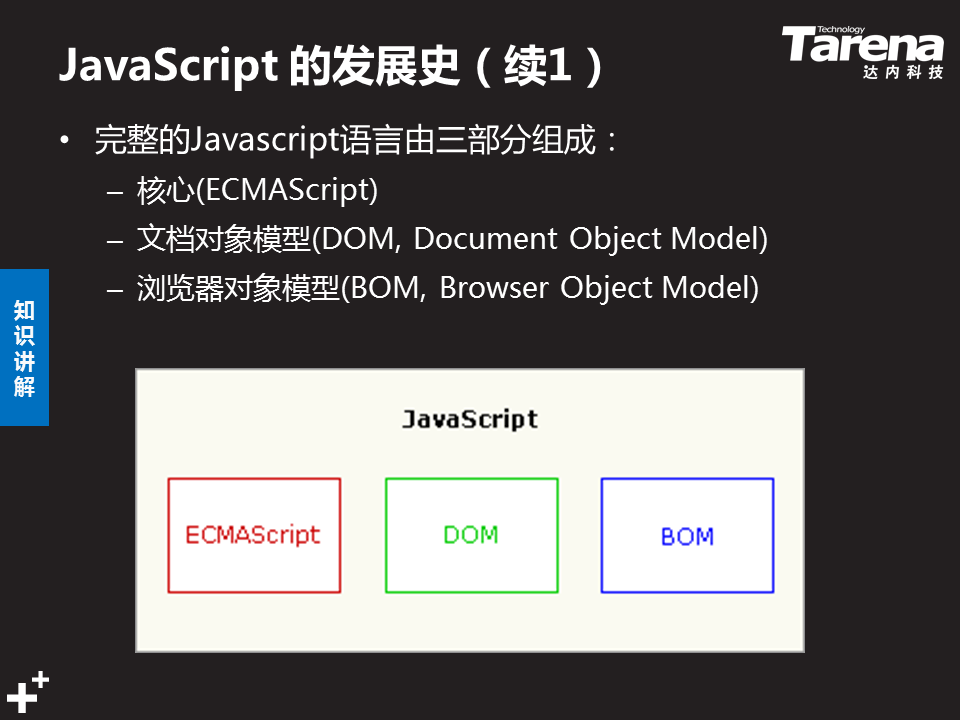 JavaScript 的发展史（续1）
Technology
Tarena
达内科技
• 完整的Javascript语言由三部分组成：
– 核心(ECMAScript)
– 文档对象模型(DOM, Document Object Model)
– 浏览器对象模型(BOM, Browser Object Model)
知识讲解
JavaScript
ECMAScript
DOM
BOM